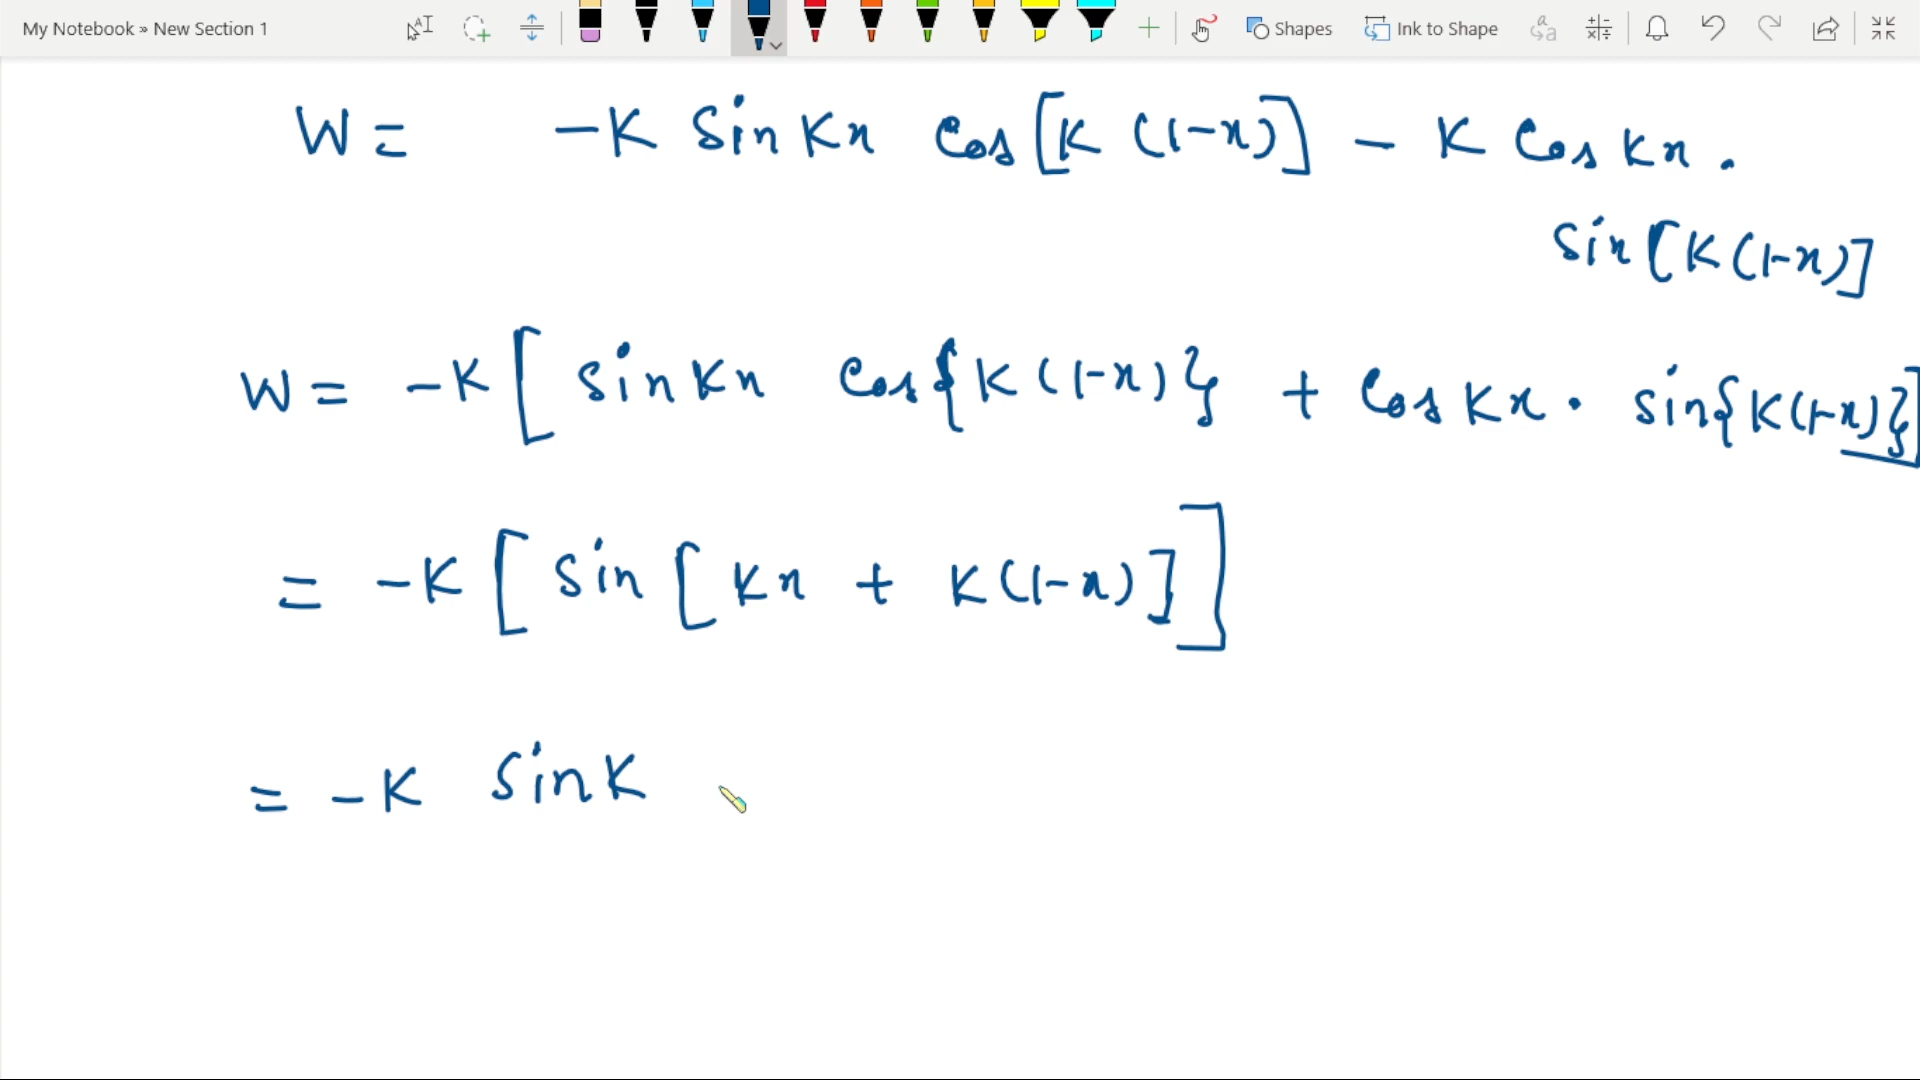 My Notebook » New Section 1 Shapes Ink to Shape
W = -K Sin Kx Cos[K (1-x)] - K Cos Kx .
Sin [K(1-x)]
W = -K [ Sin Kx Cos{K(1-x)} + Cos Kx . Sin{K(1-x)}]
= -K [ Sin [ Kx + K(1-x) ] ]
= -K Sin K